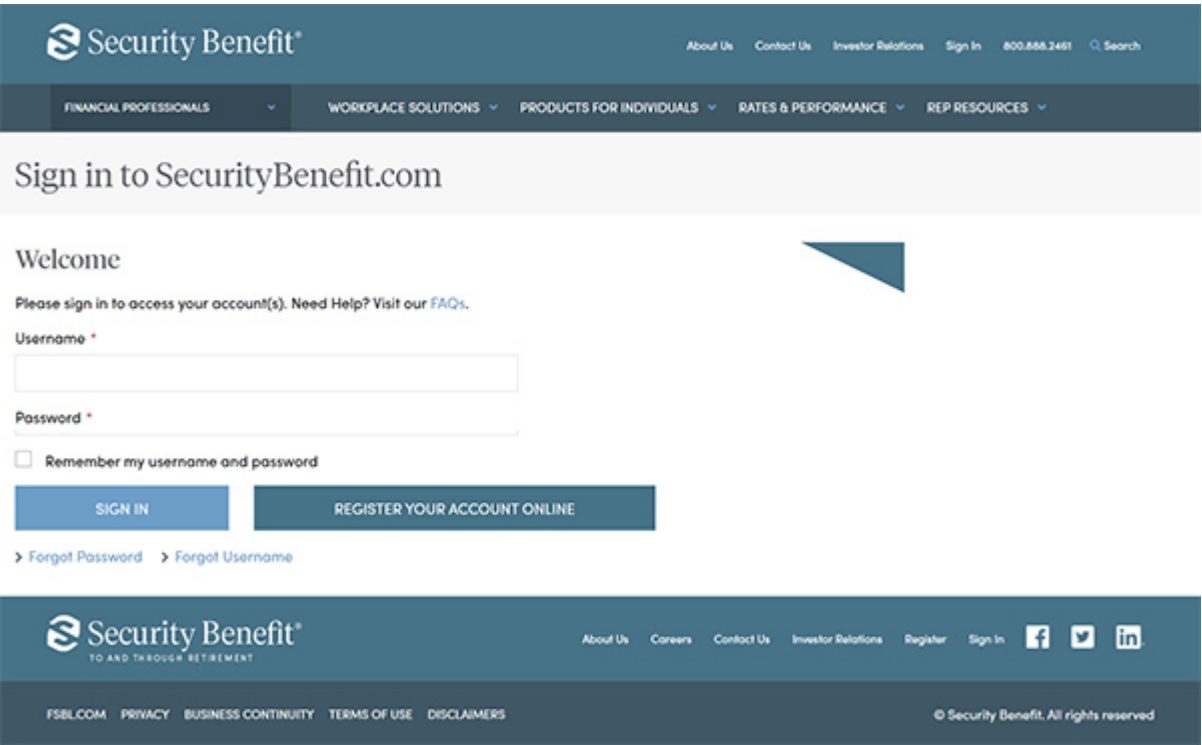 Security Benefit®
About Us Contact Us Investor Relations Sign In 800.888.2461 Search
FINANCIAL PROFESSIONALS WORKPLACE SOLUTIONS PRODUCTS FOR INDIVIDUALS RATES & PERFORMANCE REP RESOURCES
Sign in to SecurityBenefit.com
Welcome
Please sign in to access your account(s). Need Help? Visit our FAQs.
Username *
Password *
Remember my username and password
SIGN IN REGISTER YOUR ACCOUNT ONLINE
Forgot Password Forgot Username
Security Benefit®
TO AND THROUGH RETIREMENT
About Us Careers Contact Us Investor Relations Register Sign In f in
FSBL.COM PRIVACY BUSINESS CONTINUITY TERMS OF USE DISCLAIMERS © Security Benefit. All rights reserved